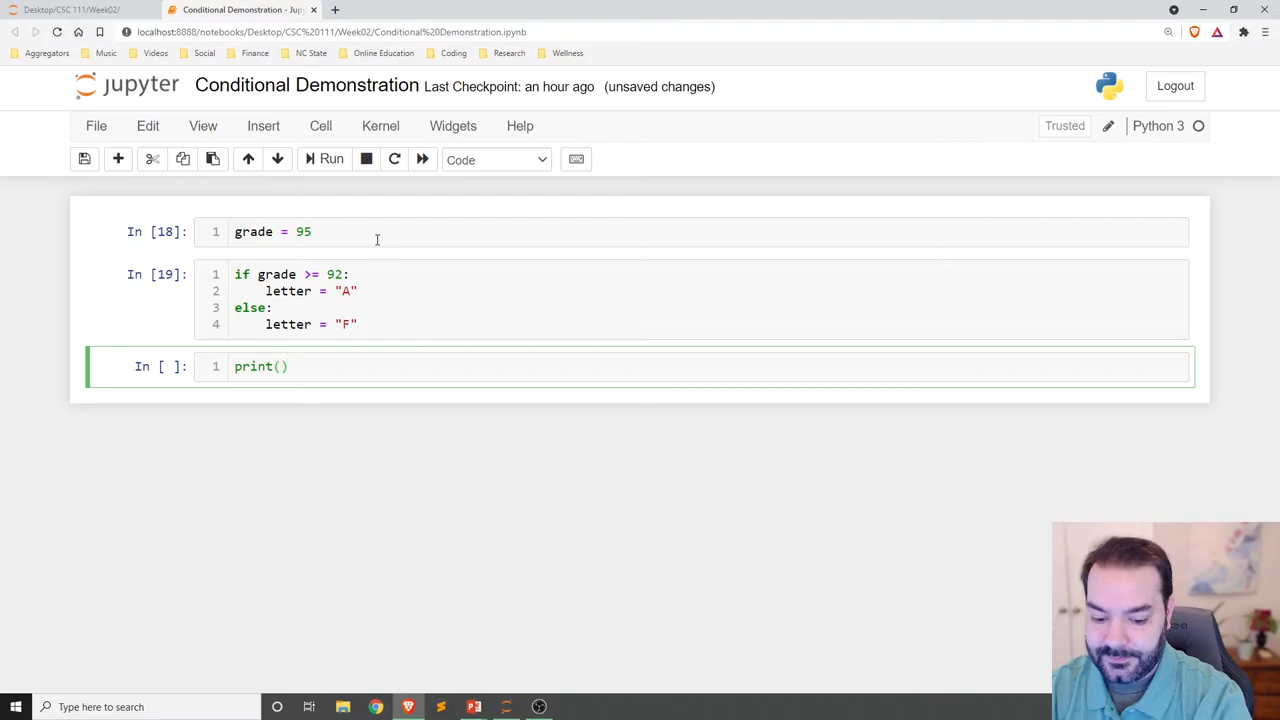 Desktop/CSC 111/Week02/
Conditional Demonstration - Jup
localhost:8888/notebooks/Desktop/CSC%20111/Week02/Conditional%20Demonstration.ipynb
Aggregators Music Videos Social Finance NC State Online Education Coding Research Wellness
jupyter Conditional Demonstration Last Checkpoint: an hour ago (unsaved changes) Logout
File Edit View Insert Cell Kernel Widgets Help Trusted Python 3
Run Code
In [18]: 1 grade = 95
In [19]: 1 if grade >= 92:
2     letter = "A"
3 else:
4     letter = "F"
In [ ]: 1 print()
Type here to search